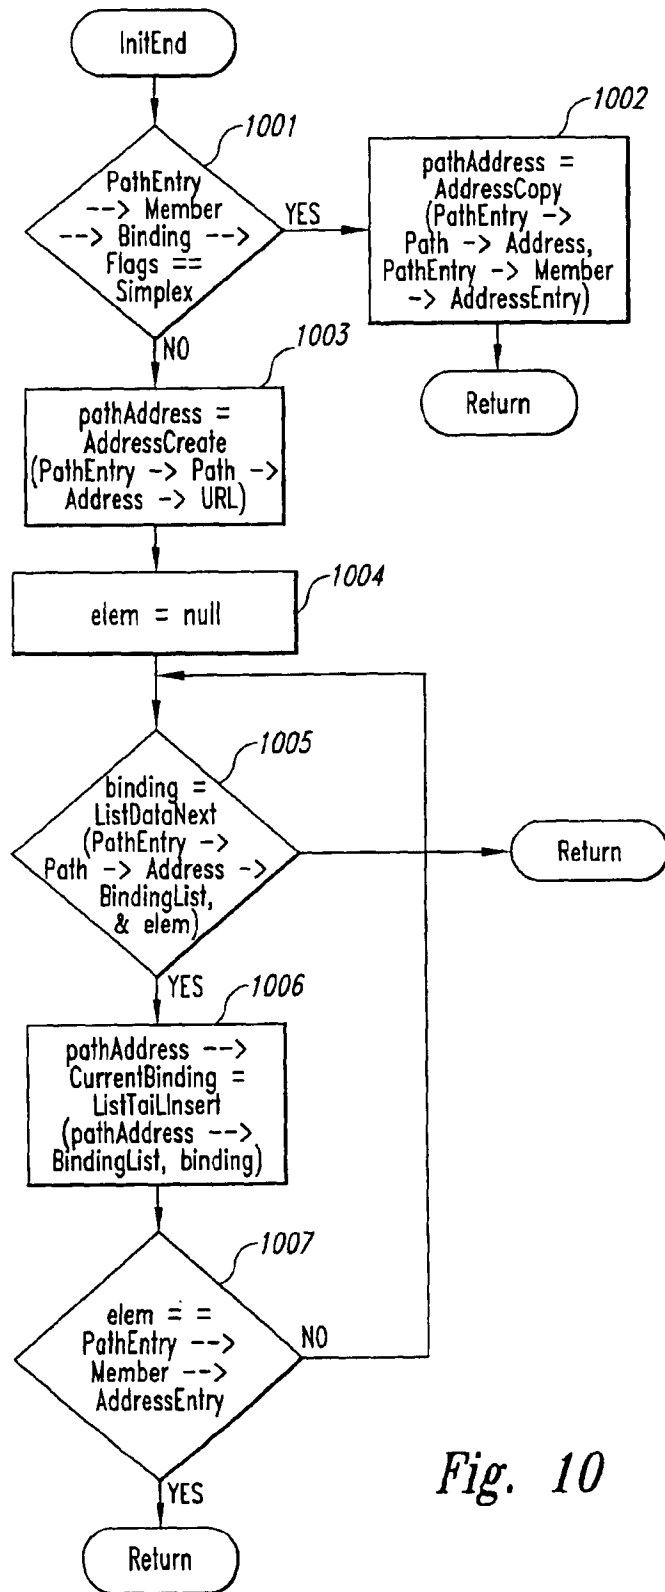 InitEnd
1001
PathEntry
--> Member
--> Binding -->
Flags ==
Simplex
YES
1002
pathAddress =
AddressCopy
(PathEntry ->
Path -> Address,
PathEntry -> Member
-> AddressEntry)
Return
NO
1003
pathAddress =
AddressCreate
(PathEntry -> Path ->
Address -> URL)
1004
elem = null
1005
binding =
ListDataNext
(PathEntry ->
Path -> Address ->
BindingList,
& elem)
Return
YES
1006
pathAddress -->
CurrentBinding =
ListTailInsert
(pathAddress -->
BindingList, binding)
1007
elem = =
PathEntry -->
Member -->
AddressEntry
NO
YES
Return
Fig. 10